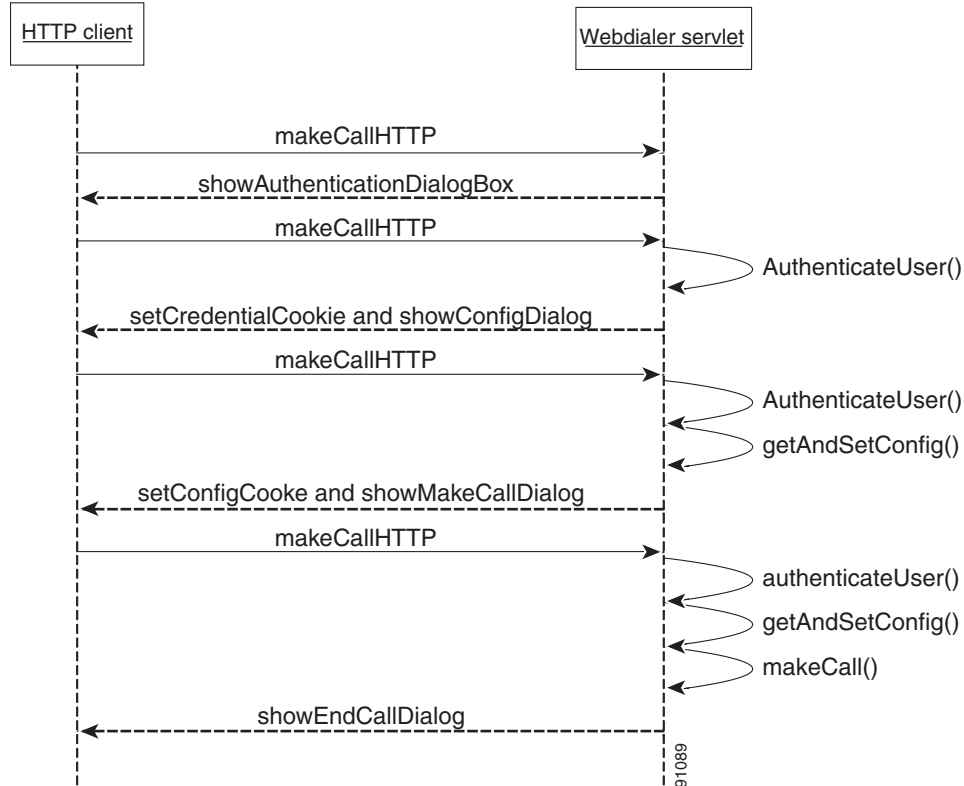 HTTP client
Webdialer servlet
makeCallHTTP
showAuthenticationDialogBox
makeCallHTTP
AuthenticateUser()
setCredentialCookie and showConfigDialog
makeCallHTTP
AuthenticateUser()
getAndSetConfig()
setConfigCooke and showMakeCallDialog
makeCallHTTP
authenticateUser()
getAndSetConfig()
makeCall()
showEndCallDialog
91089